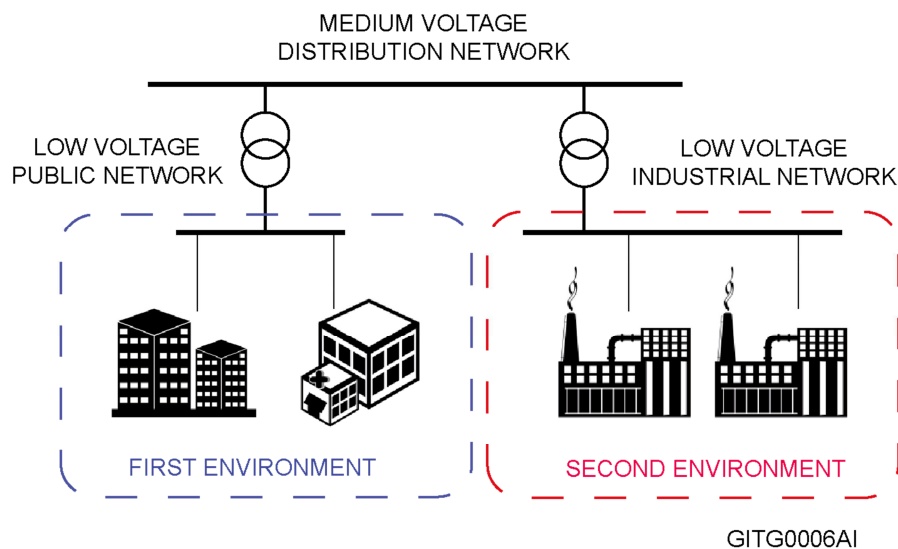 MEDIUM VOLTAGE
DISTRIBUTION NETWORK
LOW VOLTAGE
PUBLIC NETWORK
LOW VOLTAGE
INDUSTRIAL NETWORK
FIRST ENVIRONMENT
SECOND ENVIRONMENT
GITG0006AI